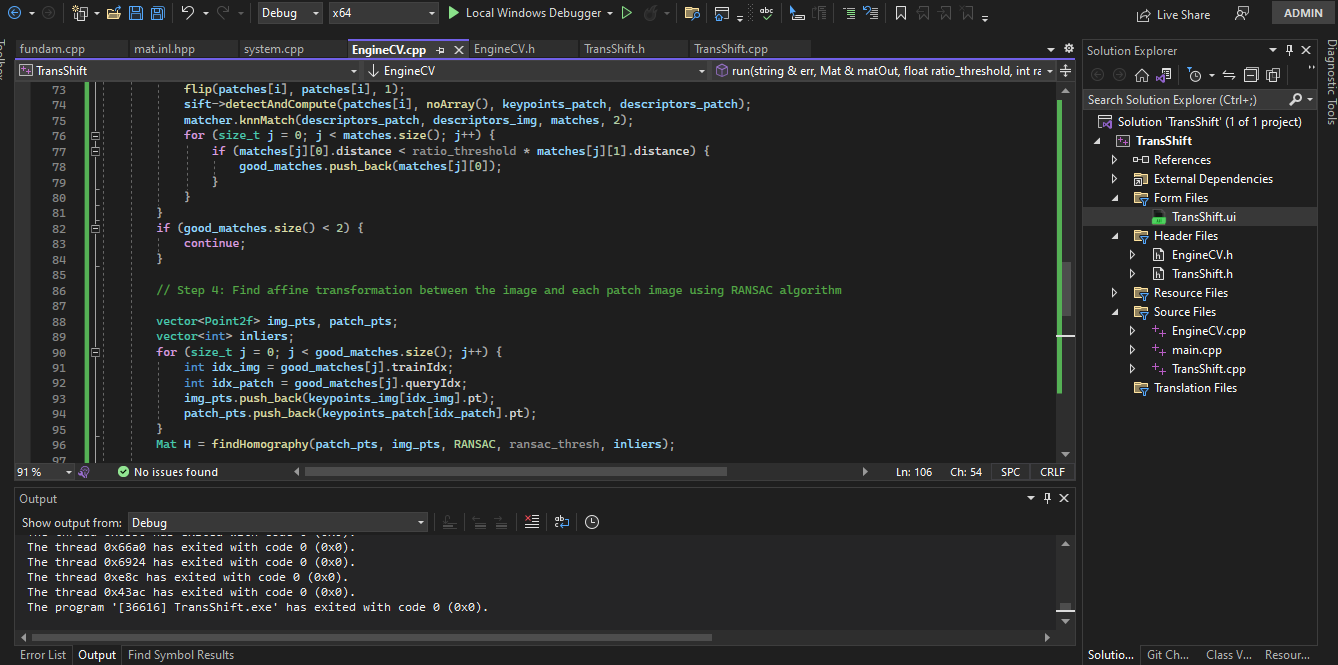 Debug
x64
Local Windows Debugger
Live Share
ADMIN
fundam.cpp
mat.inl.hpp
system.cpp
EngineCV.cpp
EngineCV.h
TransShift.h
TransShift.cpp
TransShift
EngineCV
run(string & err, Mat & matOut, float ratio_threshold, int ra
73 flip(patches[i], patches[i], 1);
74 sift->detectAndCompute(patches[i], noArray(), keypoints_patch, descriptors_patch);
75 matcher.knnMatch(descriptors_patch, descriptors_img, matches, 2);
76 for (size_t j = 0; j < matches.size(); j++) {
77 if (matches[j][0].distance < ratio_threshold * matches[j][1].distance) {
78 good_matches.push_back(matches[j][0]);
79 }
80 }
81 }
82 if (good_matches.size() < 2) {
83 continue;
84 }
85
86 // Step 4: Find affine transformation between the image and each patch image using RANSAC algorithm
87
88 vector<Point2f> img_pts, patch_pts;
89 vector<int> inliers;
90 for (size_t j = 0; j < good_matches.size(); j++) {
91 int idx_img = good_matches[j].trainIdx;
92 int idx_patch = good_matches[j].queryIdx;
93 img_pts.push_back(keypoints_img[idx_img].pt);
94 patch_pts.push_back(keypoints_patch[idx_patch].pt);
95 }
96 Mat H = findHomography(patch_pts, img_pts, RANSAC, ransac_thresh, inliers);
97
91 %
No issues found
Ln: 106
Ch: 54
SPC
CRLF
Output
Show output from:
Debug
The thread 0x66a0 has exited with code 0 (0x0).
The thread 0x6924 has exited with code 0 (0x0).
The thread 0xe8c has exited with code 0 (0x0).
The thread 0x43ac has exited with code 0 (0x0).
The program '[36616] TransShift.exe' has exited with code 0 (0x0).
Error List
Output
Find Symbol Results
Solution Explorer
Search Solution Explorer (Ctrl+;)
Solution 'TransShift' (1 of 1 project)
TransShift
References
External Dependencies
Form Files
TransShift.ui
Header Files
EngineCV.h
TransShift.h
Resource Files
Source Files
EngineCV.cpp
main.cpp
TransShift.cpp
Translation Files
Solutio...
Git Ch...
Class V...
Resour...
Diagnostic Tools